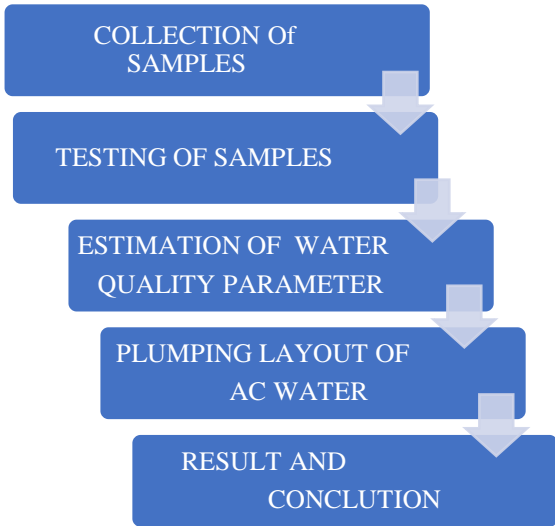 COLLECTION Of
SAMPLES
TESTING OF SAMPLES
ESTIMATION OF WATER
QUALITY PARAMETER
PLUMPING LAYOUT OF
AC WATER
RESULT AND
CONCLUTION